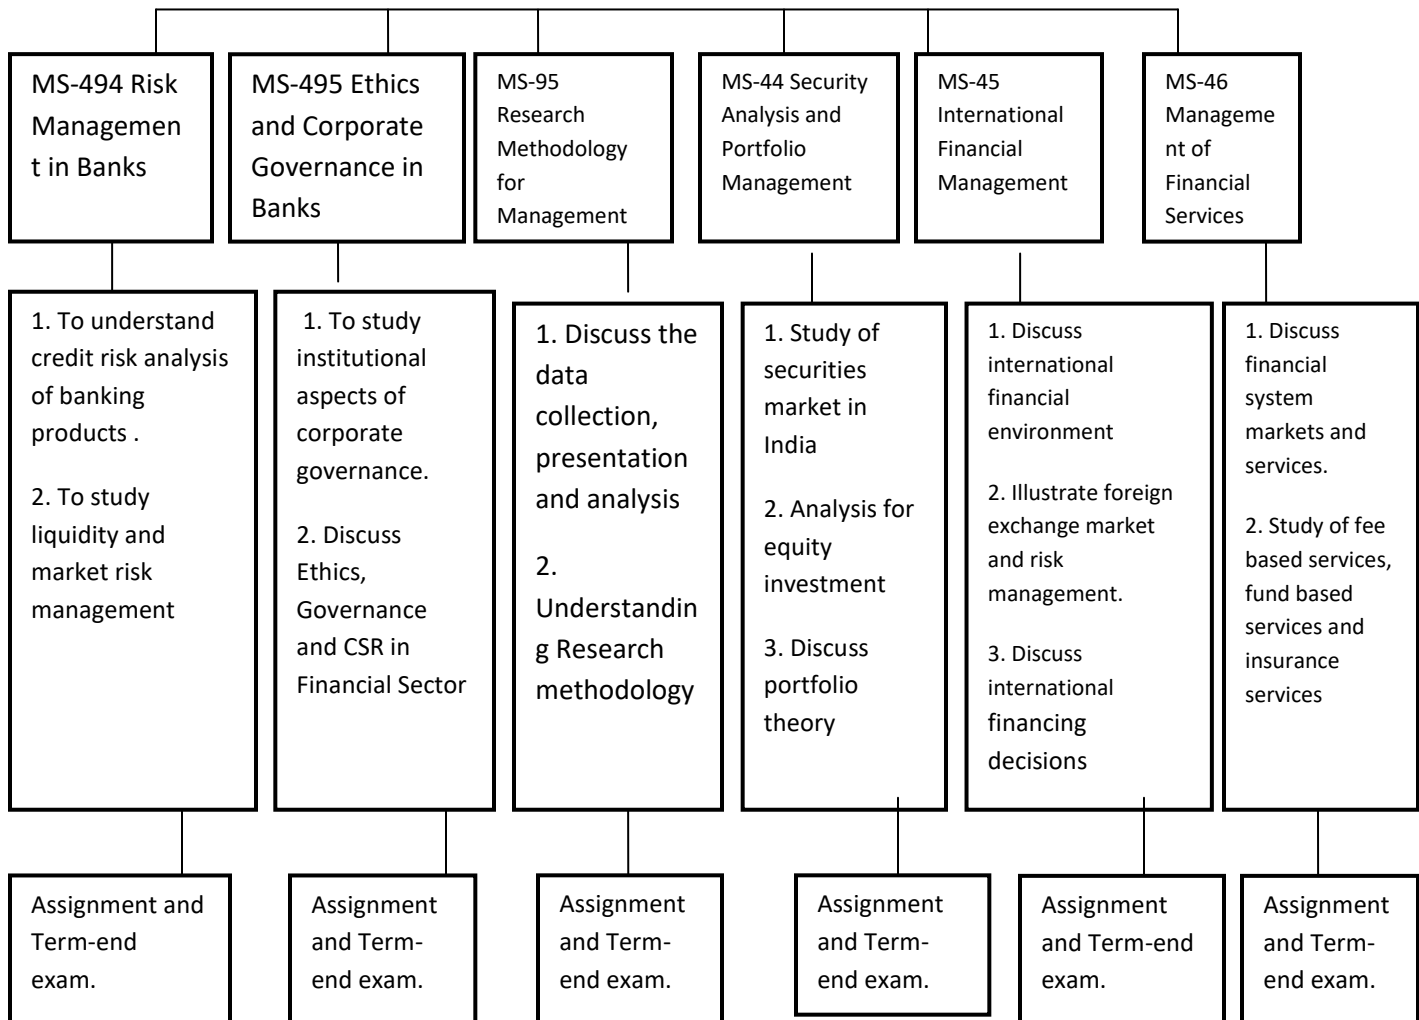 MS-494 Risk
Managemen
t in Banks
MS-495 Ethics
and Corporate
Governance in
Banks
MS-95
Research
Methodology
for
Management
MS-44 Security
Analysis and
Portfolio
Management
MS-45
International
Financial
Management
MS-46
Manageme
nt of
Financial
Services
1. To understand
credit risk analysis
of banking
products .
2. To study
liquidity and
market risk
management
1. To study
institutional
aspects of
corporate
governance.
2. Discuss
Ethics,
Governance
and CSR in
Financial Sector
1. Discuss the
data
collection,
presentation
and analysis
2.
Understandin
g Research
methodology
1. Study of
securities
market in
India
2. Analysis for
equity
investment
3. Discuss
portfolio
theory
1. Discuss
international
financial
environment
2. Illustrate foreign
exchange market
and risk
management.
3. Discuss
international
financing
decisions
1. Discuss
financial
system
markets and
services.
2. Study of fee
based services,
fund based
services and
insurance
services
Assignment and
Term-end
exam.
Assignment
and Term-
end exam.
Assignment
and Term-
end exam.
Assignment
and Term-
end exam.
Assignment
and Term-end
exam.
Assignment
and Term-
end exam.